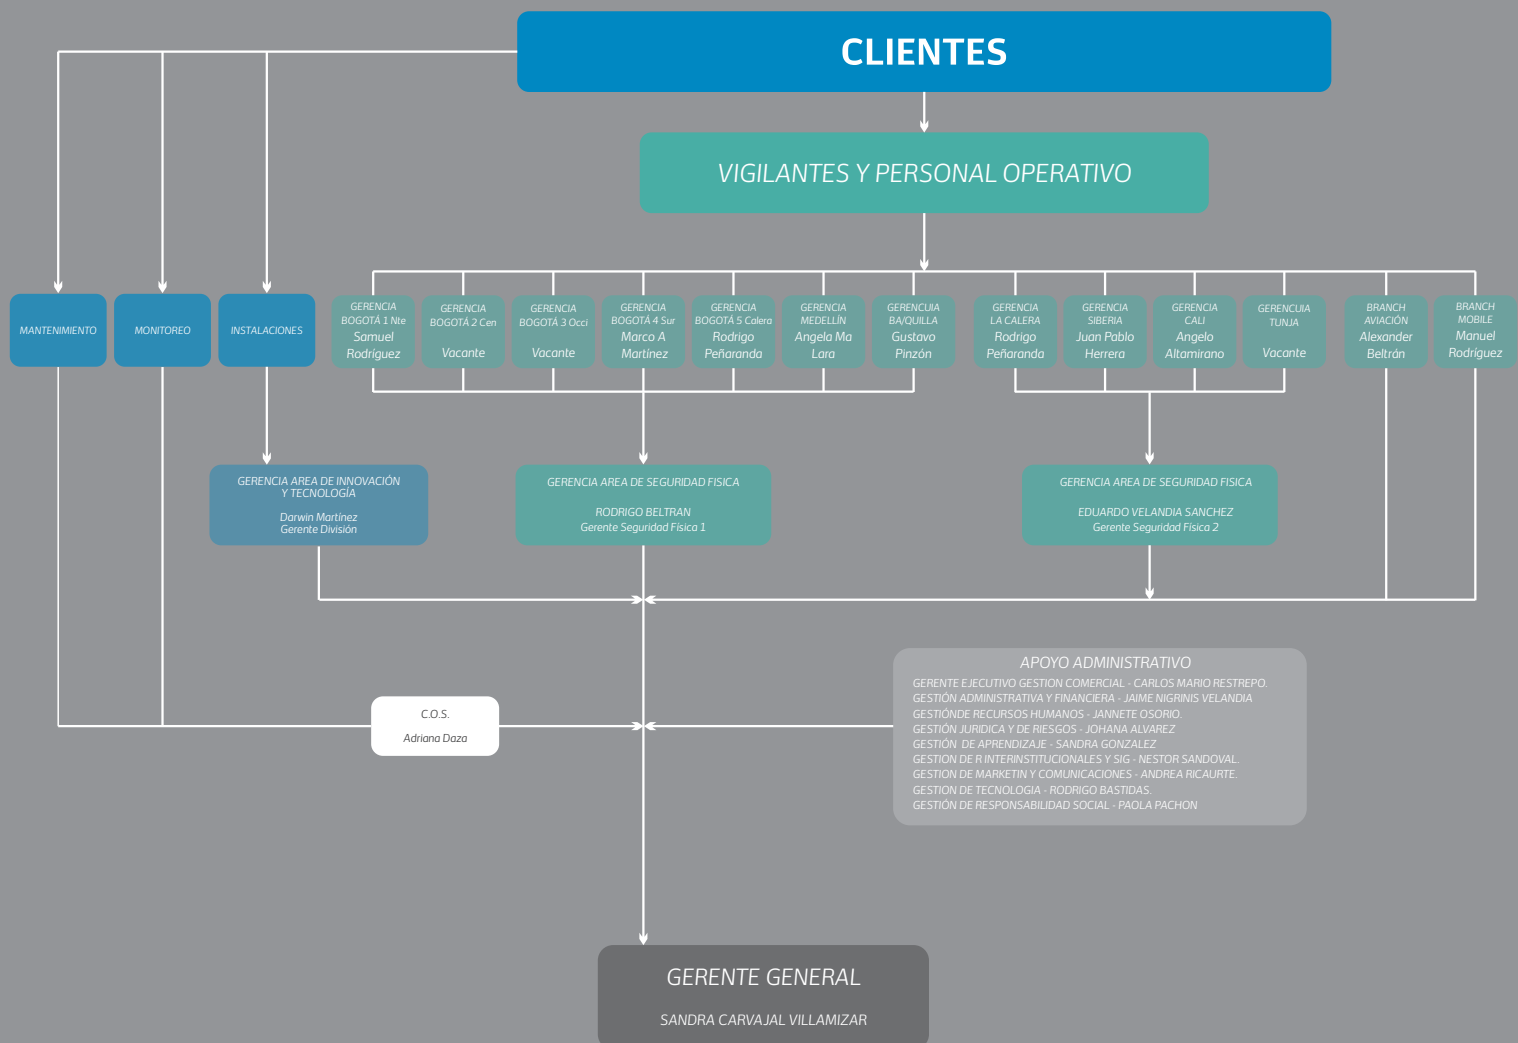 CLIENTES
VIGILANTES Y PERSONAL OPERATIVO
MANTENIMIENTO
MONITOREO
INSTALACIONES
GERENCIA
BOGOTÁ 1 Nte
Samuel
Rodríguez
GERENCIA
BOGOTÁ 2 Cen
Vacante
GERENCIA
BOGOTÁ 3 Occi
Vacante
GERENCIA
BOGOTÁ 4 Sur
Marco A
Martínez
GERENCIA
BOGOTÁ 5 Calera
Rodrigo
Peñaranda
GERENCIA
MEDELLÍN
Angela Ma
Lara
GERENCUIA
BA/QUILLA
Gustavo
Pinzón
GERENCIA
LA CALERA
Rodrigo
Peñaranda
GERENCIA
SIBERIA
Juan Pablo
Herrera
GERENCIA
CALI
Angelo
Altamirano
GERENCUIA
TUNJA
Vacante
BRANCH
AVIACIÓN
Alexander
Beltrán
BRANCH
MOBILE
Manuel
Rodríguez
GERENCIA AREA DE INNOVACIÓN
Y TECNOLOGÍA
Darwin Martínez
Gerente División
GERENCIA AREA DE SEGURIDAD FISICA
RODRIGO BELTRAN
Gerente Seguridad Física 1
GERENCIA AREA DE SEGURIDAD FISICA
EDUARDO VELANDIA SANCHEZ
Gerente Seguridad Física 2
C.O.S.
Adriana Daza
APOYO ADMINISTRATIVO
GERENTE EJECUTIVO GESTION COMERCIAL - CARLOS MARIO RESTREPO.
GESTIÓN ADMINISTRATIVA Y FINANCIERA - JAIME NIGRINIS VELANDIA
GESTIÓNDE RECURSOS HUMANOS - JANNETE OSORIO.
GESTIÓN JURIDICA Y DE RIESGOS - JOHANA ALVAREZ
GESTIÓN DE APRENDIZAJE - SANDRA GONZALEZ
GESTION DE R INTERINSTITUCIONALES Y SIG - NESTOR SANDOVAL.
GESTION DE MARKETIN Y COMUNICACIONES - ANDREA RICAURTE.
GESTION DE TECNOLOGIA - RODRIGO BASTIDAS.
GESTIÓN DE RESPONSABILIDAD SOCIAL - PAOLA PACHON
GERENTE GENERAL
SANDRA CARVAJAL VILLAMIZAR